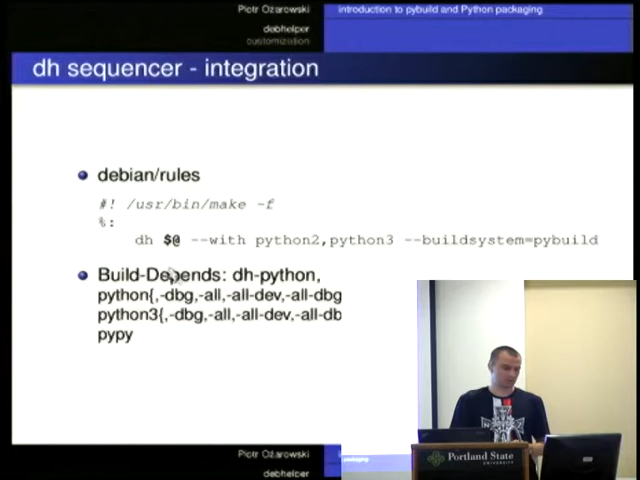 Piotr Ożarowski
introduction to pybuild and Python packaging
debhelper
customization
dh sequencer - integration
debian/rules
#! /usr/bin/make -f
%:
dh $@ --with python2,python3 --buildsystem=pybuild
Build-Depends: dh-python,
python{,-dbg,-all,-all-dev,-all-dbg
python3{,-dbg,-all,-all-dev,-all-db
pypy
Portland State
UNIVERSITY
Piotr Ożarowski
packaging
debhelper